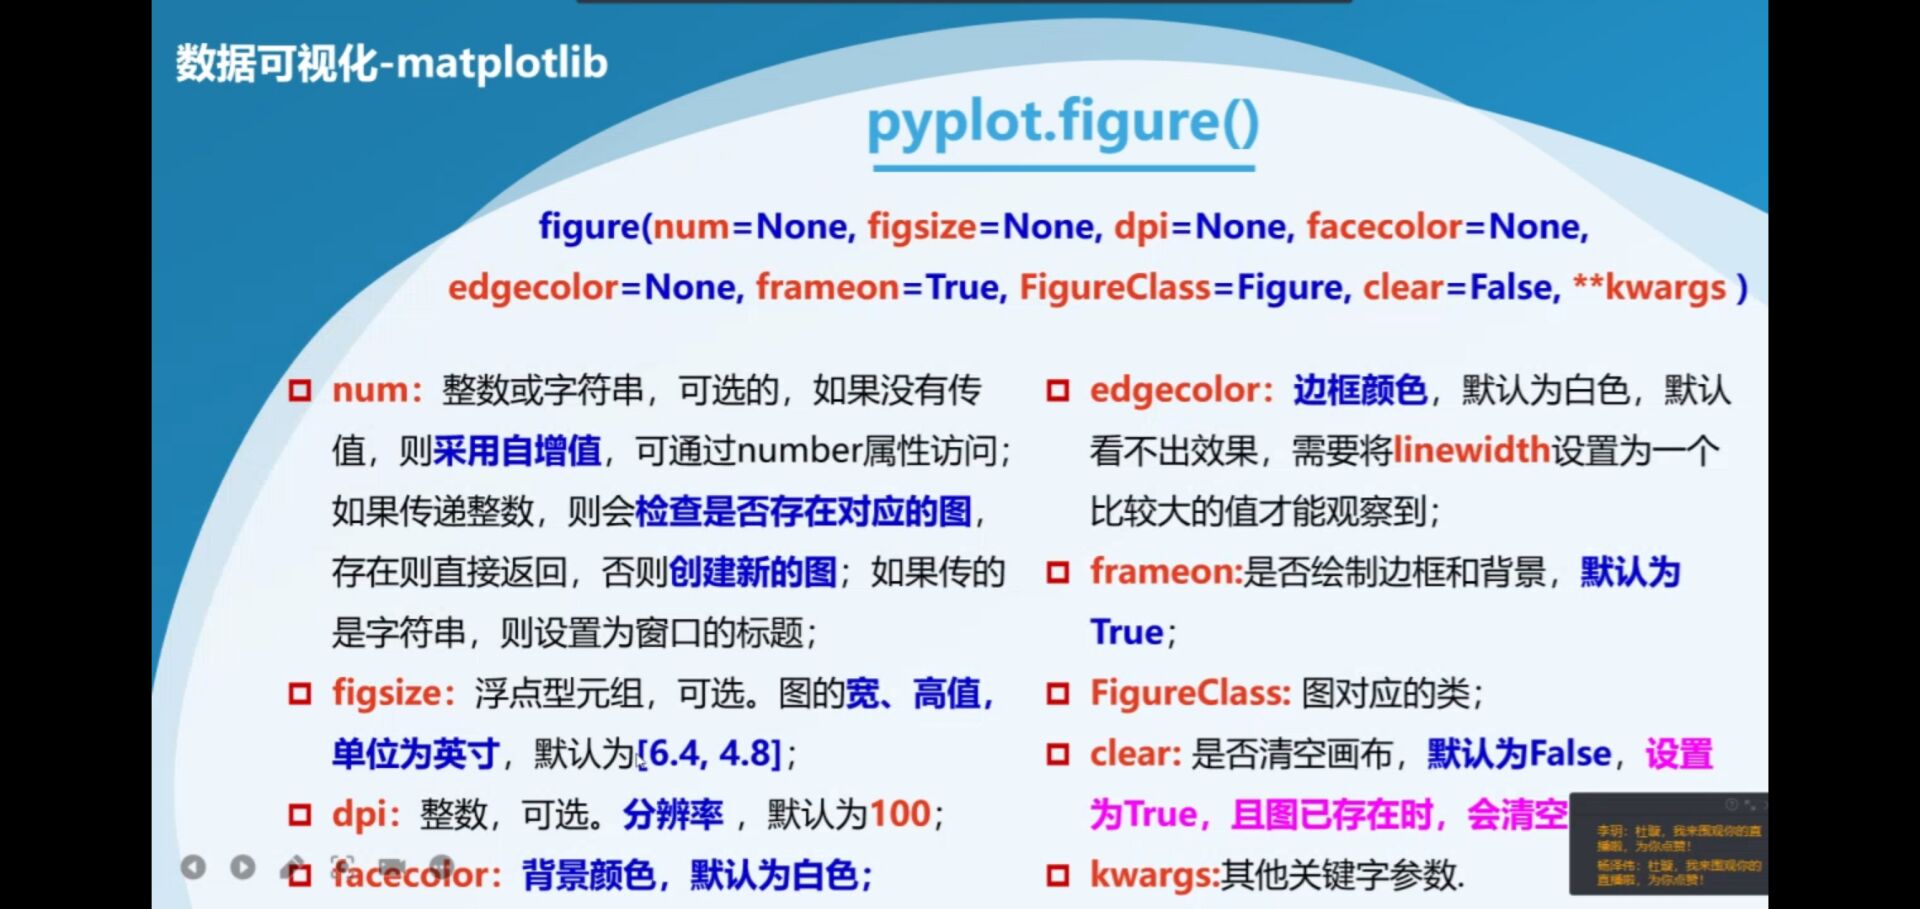 数据可视化-matplotlib
pyplot.figure()
figure(num=None, figsize=None, dpi=None, facecolor=None,
edgecolor=None, frameon=True, FigureClass=Figure, clear=False, **kwargs )
num：整数或字符串，可选的，如果没有传
值，则采用自增值，可通过number属性访问；
如果传递整数，则会检查是否存在对应的图，
存在则直接返回，否则创建新的图；如果传的
是字符串，则设置为窗口的标题；
figsize：浮点型元组，可选。图的宽、高值，
单位为英寸，默认为[6.4, 4.8]；
dpi：整数，可选。分辨率 ，默认为100；
facecolor：背景颜色，默认为白色；
edgecolor：边框颜色，默认为白色，默认
看不出效果，需要将linewidth设置为一个
比较大的值才能观察到；
frameon:是否绘制边框和背景，默认为
True；
FigureClass: 图对应的类；
clear: 是否清空画布，默认为False，设置
为True，且图已存在时，会清空
kwargs:其他关键字参数.
李玥：杜璇，我来围观你的直
播啦，为你点赞！
杨泽伟：杜璇，我来围观你的
直播啦，为你点赞！